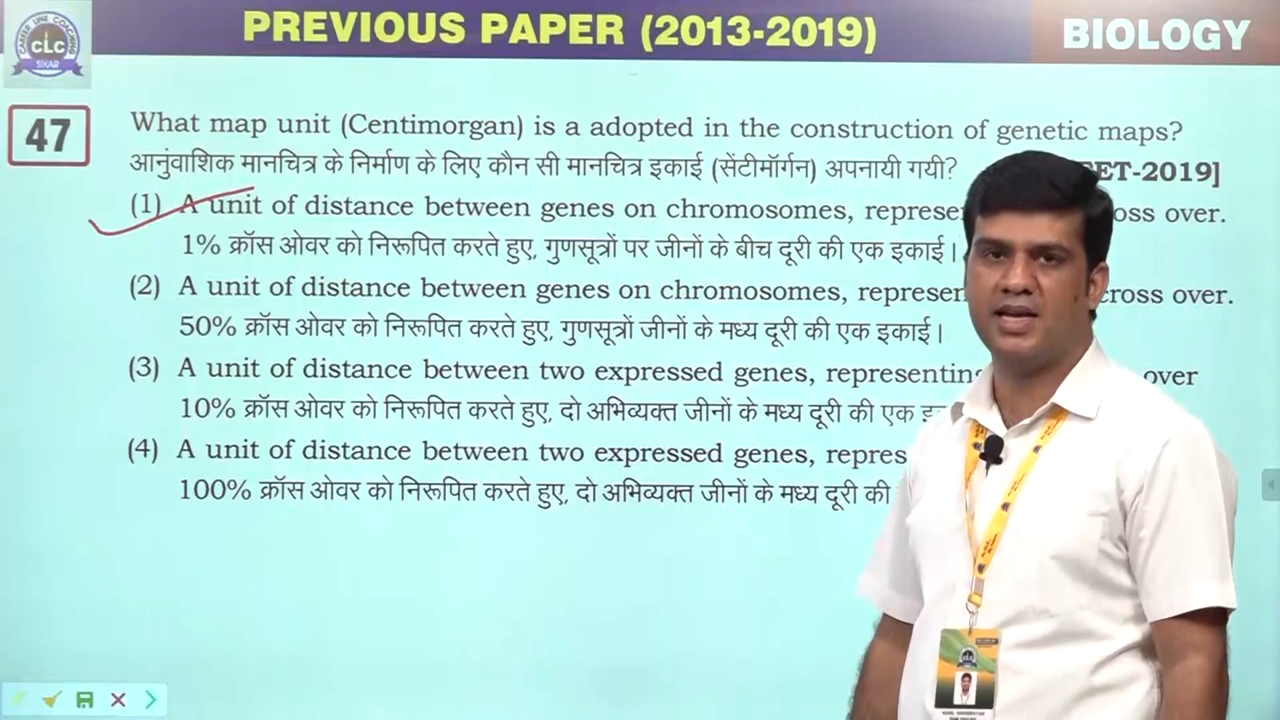 PREVIOUS PAPER (2013-2019)
BIOLOGY
CLC
SIKAR
47
What map unit (Centimorgan) is a adopted in the construction of genetic maps?
आनुंवाशिक मानचित्र के निर्माण के लिए कौन सी मानचित्र इकाई (सेंटीमॉर्गन) अपनायी गयी?
ET-2019]
(1) A unit of distance between genes on chromosomes, represe oss over.
1% क्रॉस ओवर को निरूपित करते हुए, गुणसूत्रों पर जीनों के बीच दूरी की एक इकाई।
(2) A unit of distance between genes on chromosomes, represen cross over.
50% क्रॉस ओवर को निरूपित करते हुए, गुणसूत्रों जीनों के मध्य दूरी की एक इकाई।
(3) A unit of distance between two expressed genes, representing over
10% क्रॉस ओवर को निरूपित करते हुए, दो अभिव्यक्त जीनों के मध्य दूरी की एक
(4) A unit of distance between two expressed genes, repres
100% क्रॉस ओवर को निरूपित करते हुए, दो अभिव्यक्त जीनों के मध्य दूरी की
CLC